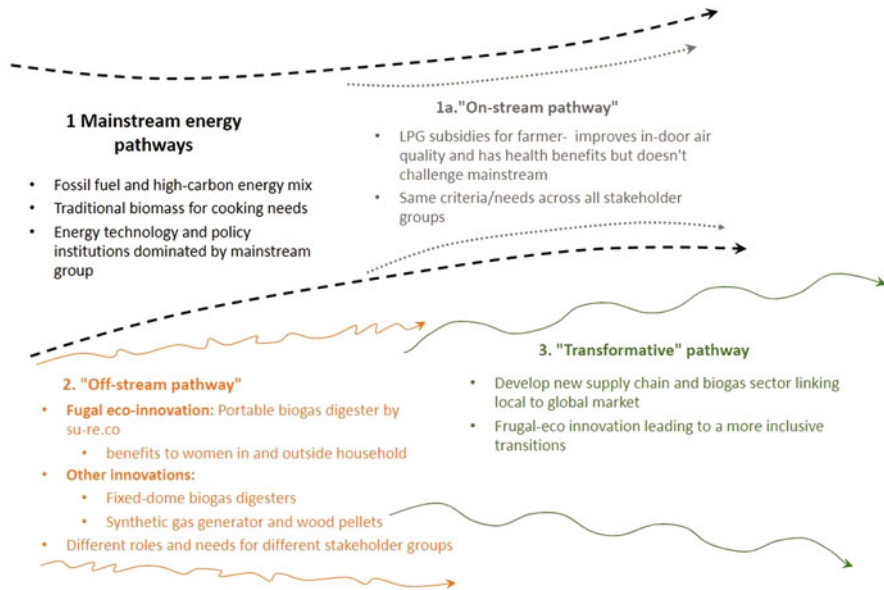 1 Mainstream energy
pathways
• Fossil fuel and high-carbon energy mix
• Traditional biomass for cooking needs
• Energy technology and policy
institutions dominated by mainstream
group
1a."On-stream pathway"
• LPG subsidies for farmer- improves in-door air
quality and has health benefits but doesn't
challenge mainstream
• Same criteria/needs across all stakeholder
groups
2. "Off-stream pathway"
• Fugal eco-innovation: Portable biogas digester by
su-re.co
• benefits to women in and outside household
• Other innovations:
• Fixed-dome biogas digesters
• Synthetic gas generator and wood pellets
• Different roles and needs for different stakeholder groups
3. "Transformative" pathway
• Develop new supply chain and biogas sector linking
local to global market
• Frugal-eco innovation leading to a more inclusive
transitions